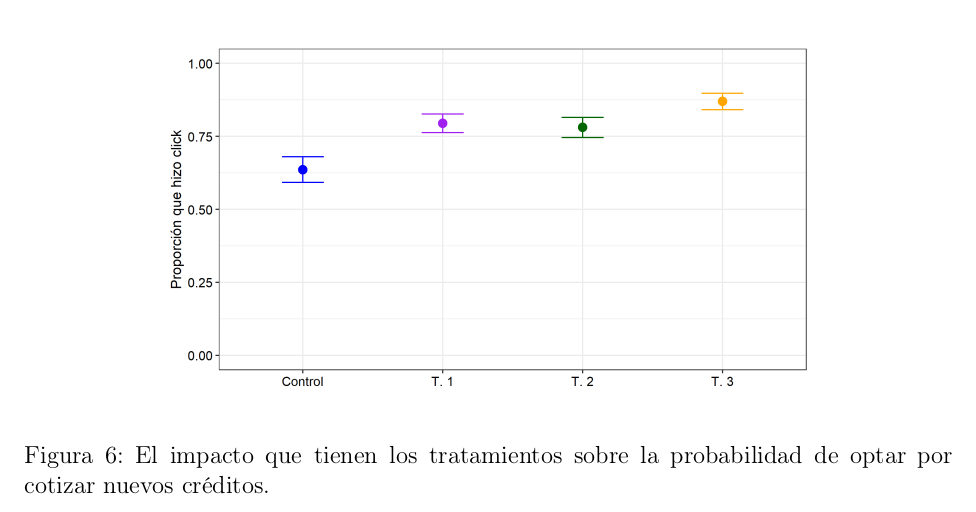 1.00
0.75
0.50
0.25
0.00
Proporción que hizo click
Control T. 1 T. 2 T. 3
Figura 6: El impacto que tienen los tratamientos sobre la probabilidad de optar por
cotizar nuevos créditos.